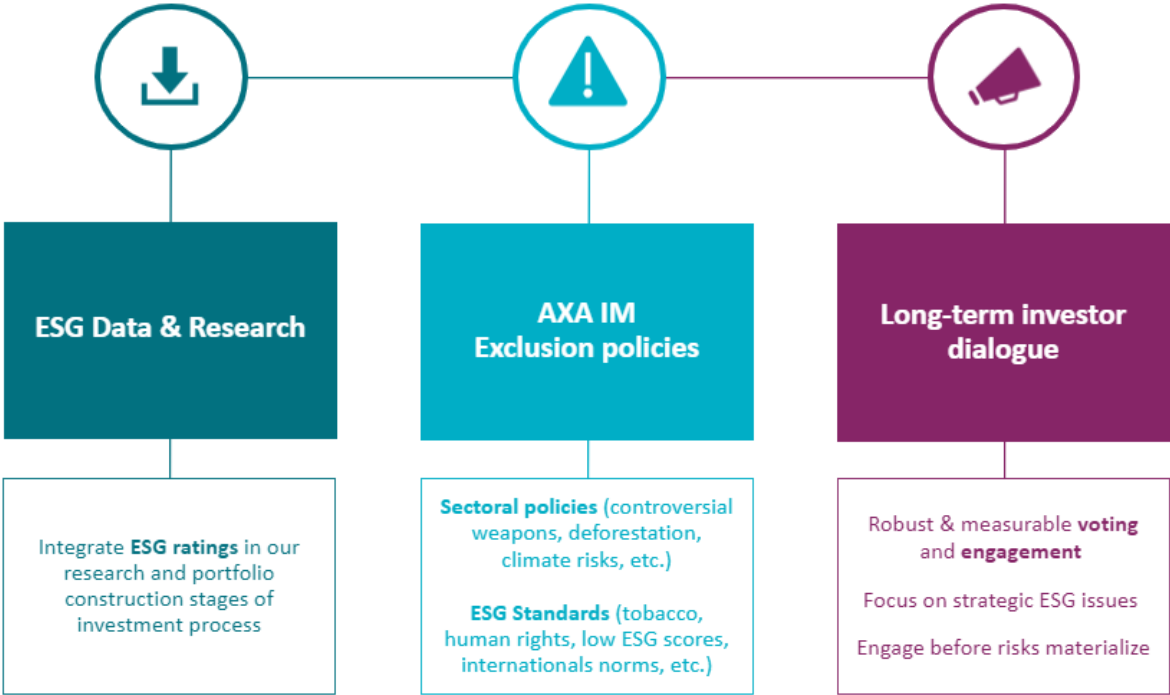 ESG Data & Research
AXA IM
Exclusion policies
Long-term investor
dialogue
Integrate ESG ratings in our
research and portfolio
construction stages of
investment process
Sectoral policies (controversial
weapons, deforestation,
climate risks, etc.)
ESG Standards (tobacco,
human rights, low ESG scores,
internationals norms, etc.)
Robust & measurable voting
and engagement
Focus on strategic ESG issues
Engage before risks materialize